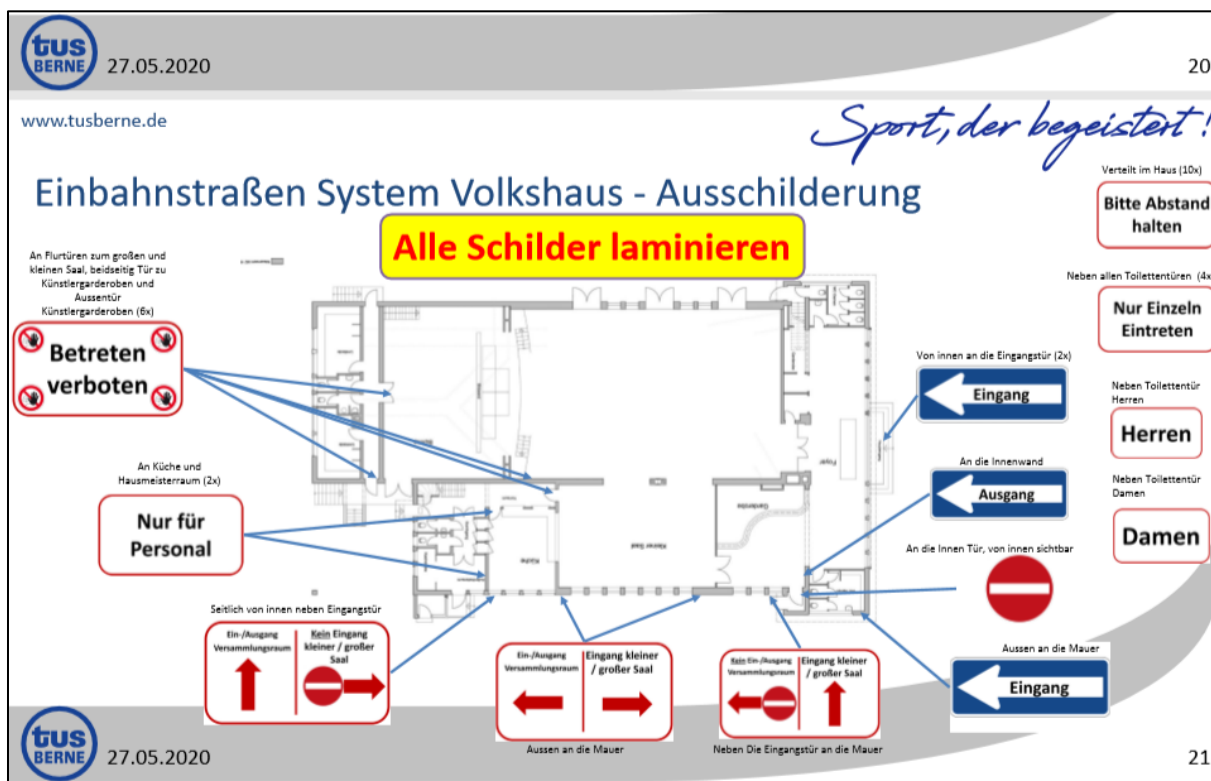 tus
BERNE
27.05.2020
20
www.tusberne.de
Sport, der begeistert!
Einbahnstraßen System Volkshaus - Ausschilderung
Alle Schilder laminieren
Verteilt im Haus (10x)
Bitte Abstand
halten
An Flurtüren zum großen und
kleinen Saal, beidseitig Tür zu
Künstlergarderoben und
Aussentür
Künstlergarderoben (6x)
Betreten
verboten
Neben allen Toilettentüren (4x
Nur Einzeln
Eintreten
Von innen an die Eingangstür (2x)
Eingang
Neben Toilettentür
Herren
Herren
An Küche und
Hausmeisterraum (2x)
Nur für
Personal
An die Innenwand
Ausgang
Neben Toilettentür
Damen
Damen
An die Innen Tür, von innen sichtbar
Foyer
Garderobe
Kleiner Saal
Küche
Seitlich von innen neben Eingangstür
Ein-/Ausgang
Versammlungsraum
Kein Eingang
kleiner / großer
Saal
Ein-/Ausgang
Versammlungsraum
Eingang kleiner
/ großer Saal
Aussen an die Mauer
Kein Ein-/Ausgang
Versammlungsraum
Eingang kleiner
/ großer Saal
Neben Die Eingangstür an die Mauer
Aussen an die Mauer
Eingang
tus
BERNE
27.05.2020
21